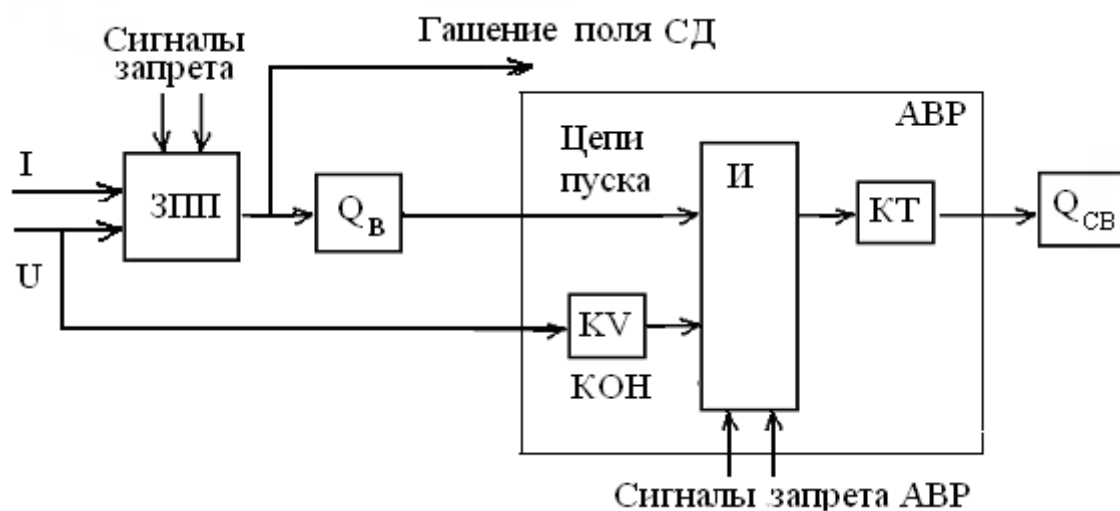 Гашение поля СД
Сигналы
запрета
АВР
I
ЗПП
U
Q В
Цепи
пуска
И
КТ
Q СВ
KV
КОН
Сигналы запрета АВР